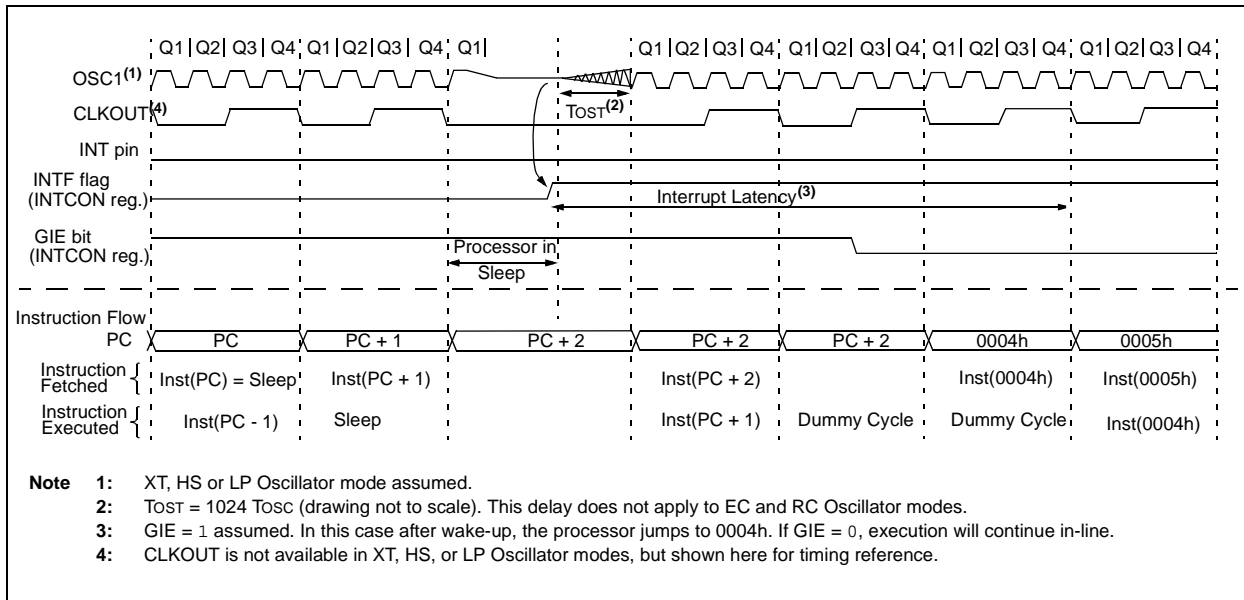 Q1 Q2 Q3 Q4 Q1 Q2 Q3 Q4 Q1 Q1 Q2 Q3 Q4 Q1 Q2 Q3 Q4 Q1 Q2 Q3 Q4 Q1 Q2 Q3 Q4
OSC1(1)
TOST(2)
CLKOUT(4)
INT pin
INTF flag
(INTCON reg.)
Interrupt Latency(3)
GIE bit
(INTCON reg.)
Processor in
Sleep
Instruction Flow
PC PC PC + 1 PC + 2 PC + 2 PC + 2 0004h 0005h
Instruction
Fetched { Inst(PC) = Sleep Inst(PC + 1) Inst(PC + 2) Inst(0004h) Inst(0005h)
Instruction
Executed { Inst(PC - 1) Sleep Inst(PC + 1) Dummy Cycle Dummy Cycle Inst(0004h)
Note 1: XT, HS or LP Oscillator mode assumed.
2: TOST = 1024 TOSC (drawing not to scale). This delay does not apply to EC and RC Oscillator modes.
3: GIE = 1 assumed. In this case after wake-up, the processor jumps to 0004h. If GIE = 0, execution will continue in-line.
4: CLKOUT is not available in XT, HS, or LP Oscillator modes, but shown here for timing reference.